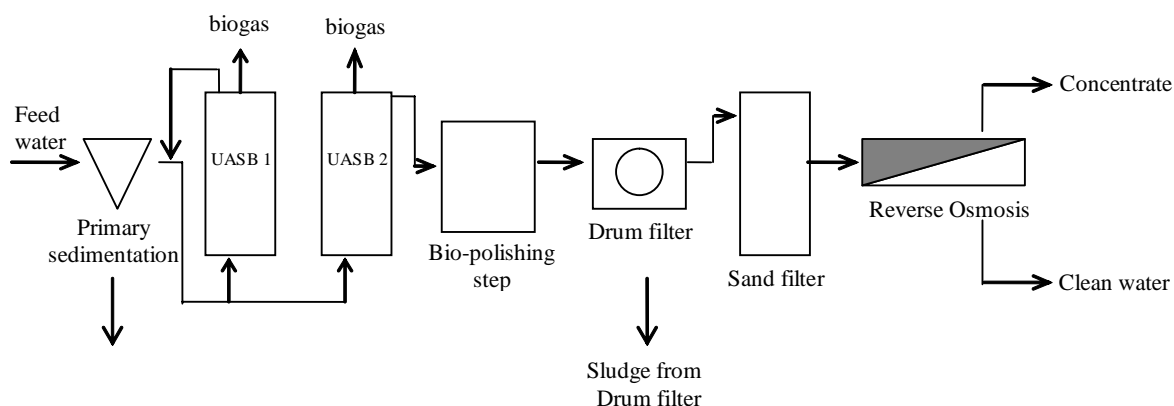 biogas
biogas
Feed
water
UASB 1
UASB 2
Primary
sedimentation
Bio-polishing
step
Drum filter
Sludge from
Drum filter
Sand filter
Reverse Osmosis
Concentrate
Clean water